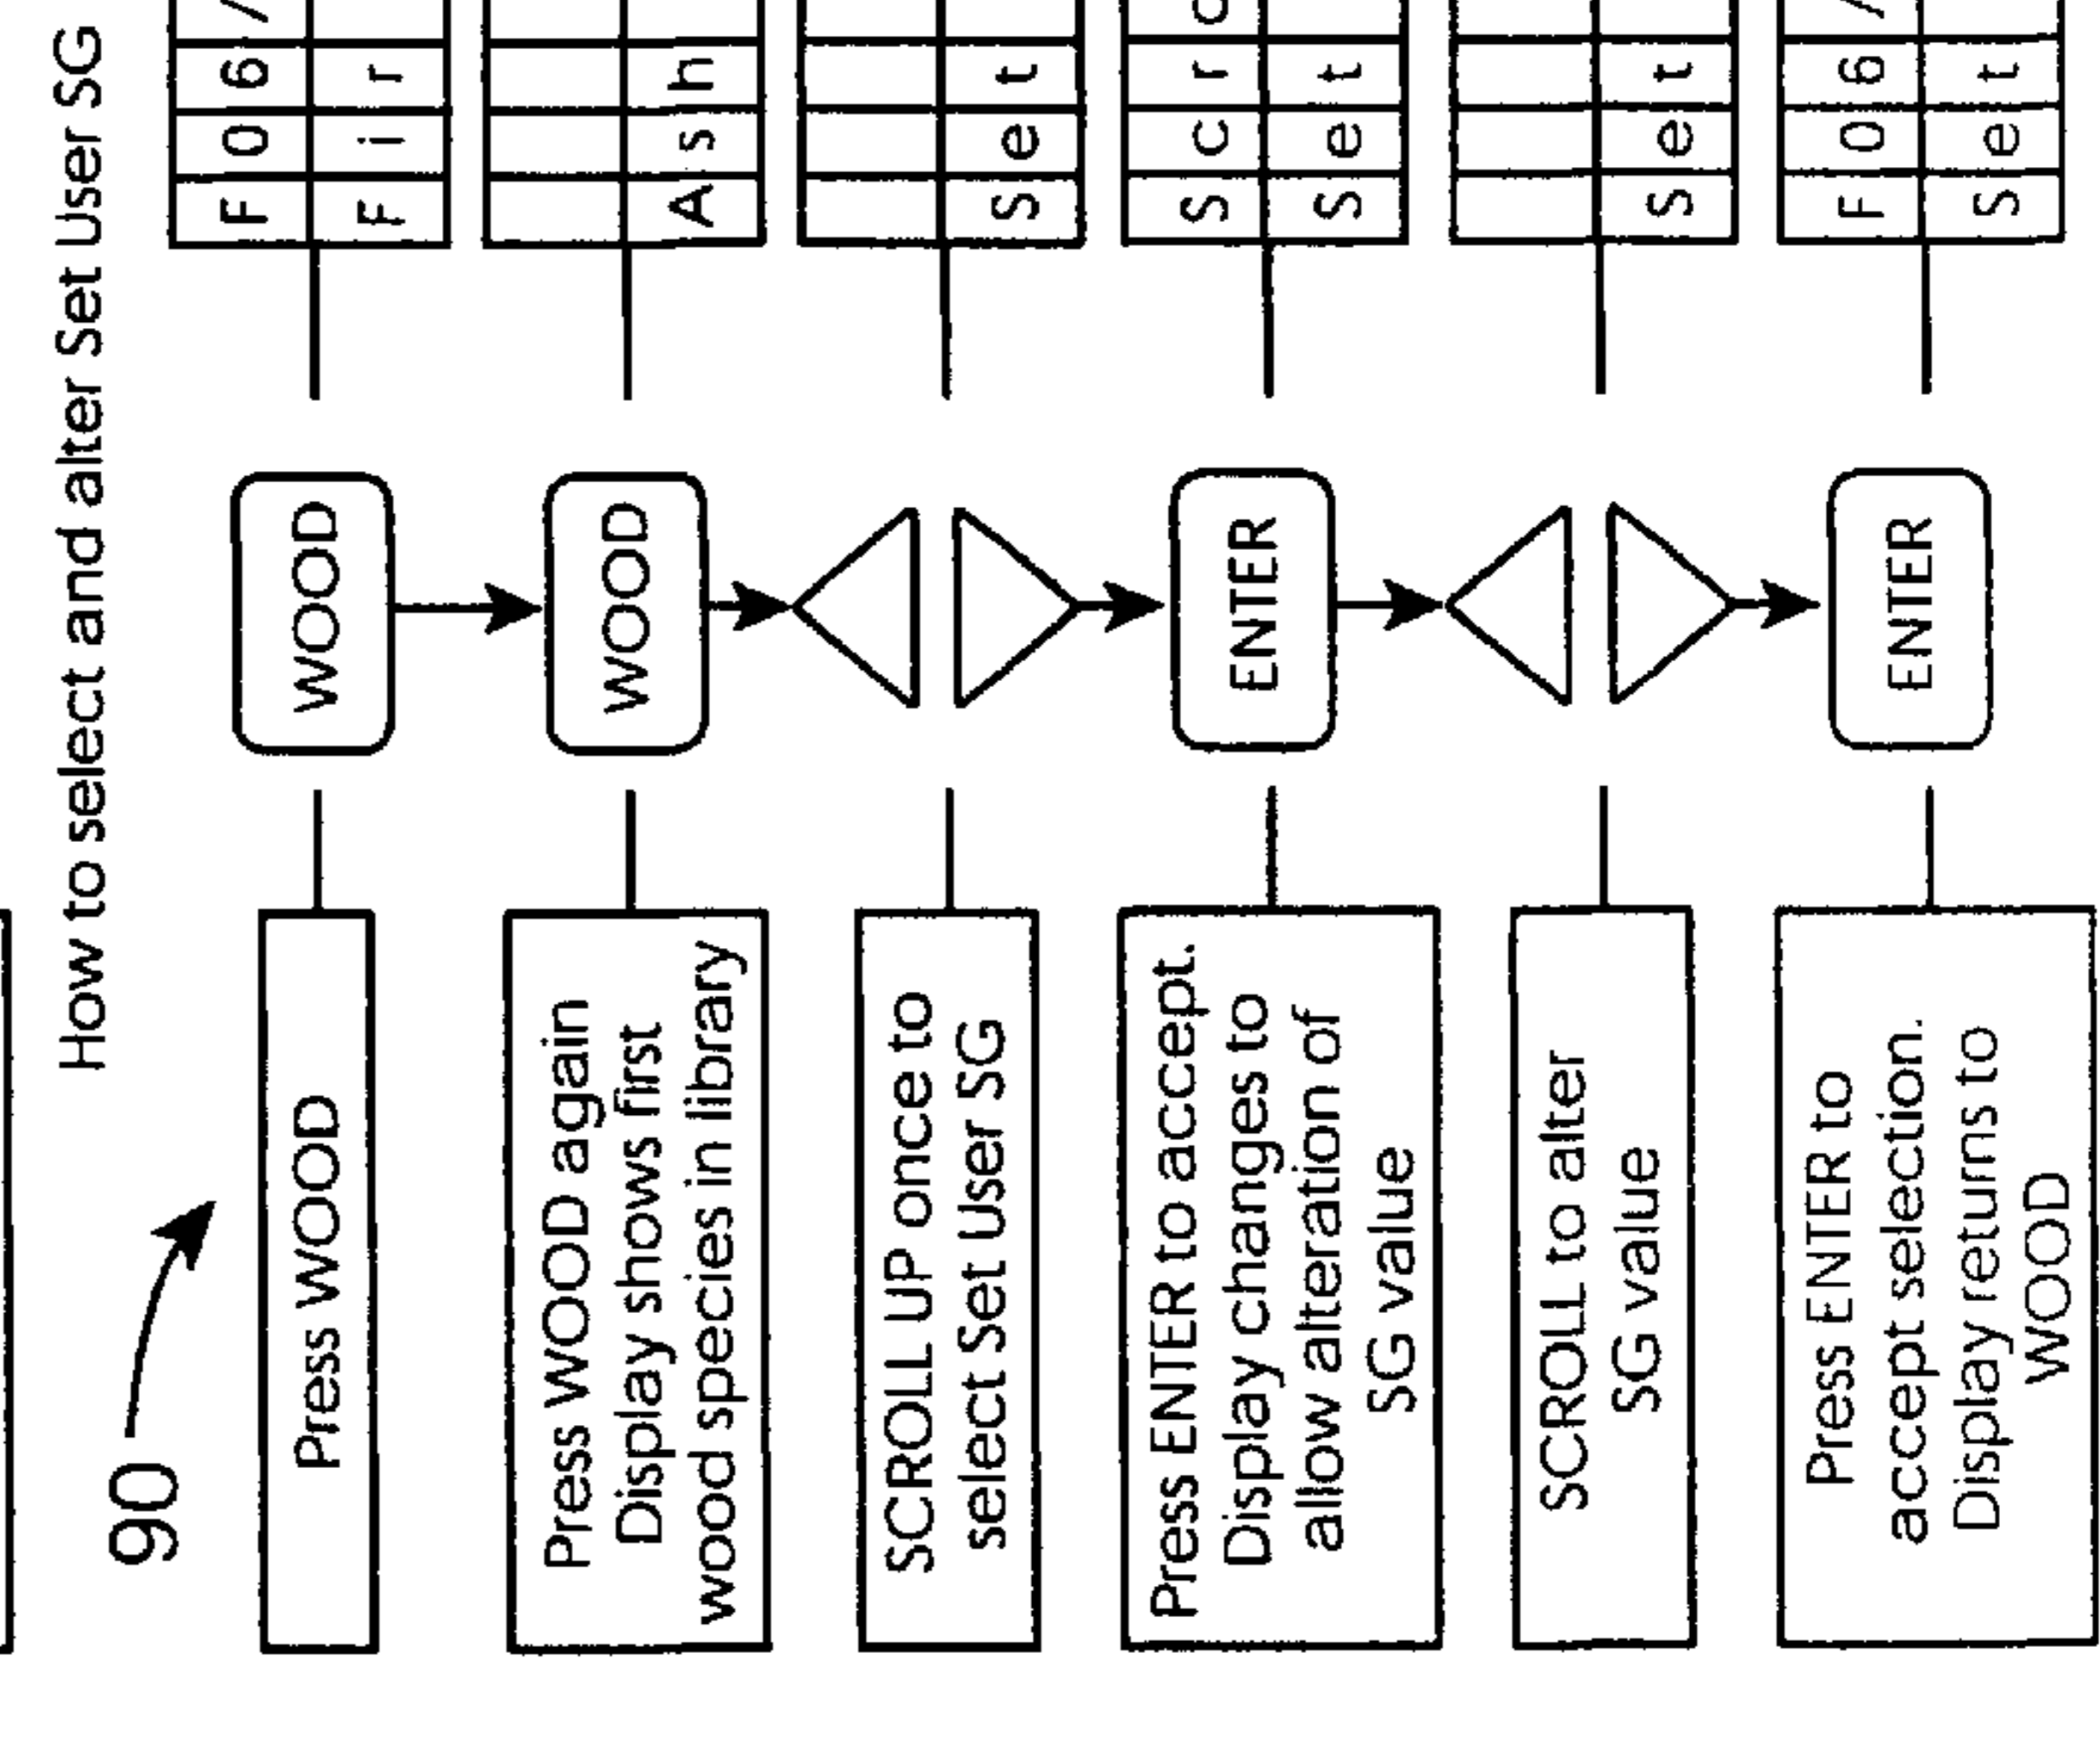 How to select and alter Set User SG
90
Press WOOD
WOOD
F 0 6 /
F i r
Press WOOD again
Display shows first
wood species in library
WOOD
A s h
SCROLL UP once to
select Set User SG
S e t
Press ENTER to accept.
Display changes to
allow alteration of
SG value
ENTER
S c r
S e t
SCROLL to alter
SG value
S e t
Press ENTER to
accept selection.
Display returns to
WOOD
ENTER
F 0 6 /
S e t